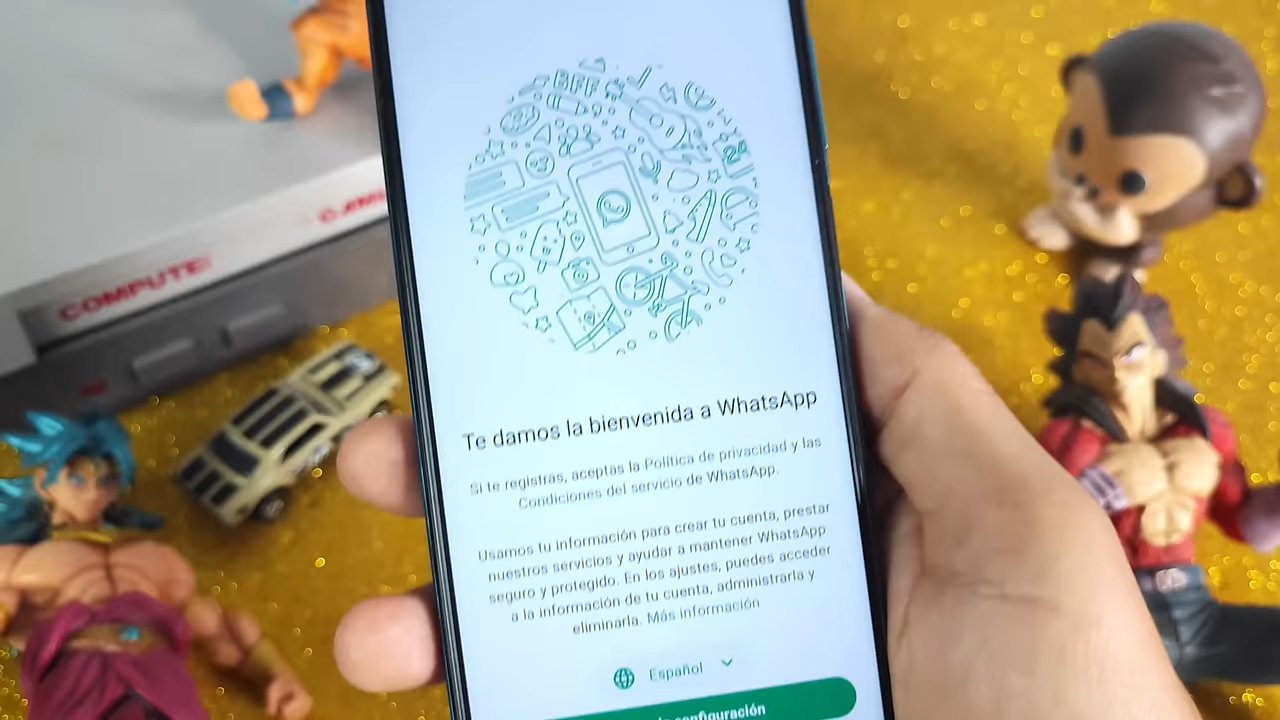 BFF
COMPUTER
Te damos la bienvenida a WhatsApp
Si te registras, aceptas la Política de privacidad y las
Condiciones del servicio de WhatsApp.
Usamos tu información para crear tu cuenta, prestar
nuestros servicios y ayudar a mantener WhatsApp
seguro y protegido. En los ajustes, puedes acceder
a la información de tu cuenta, administrarla y
eliminarla. Más información
Español
configuración